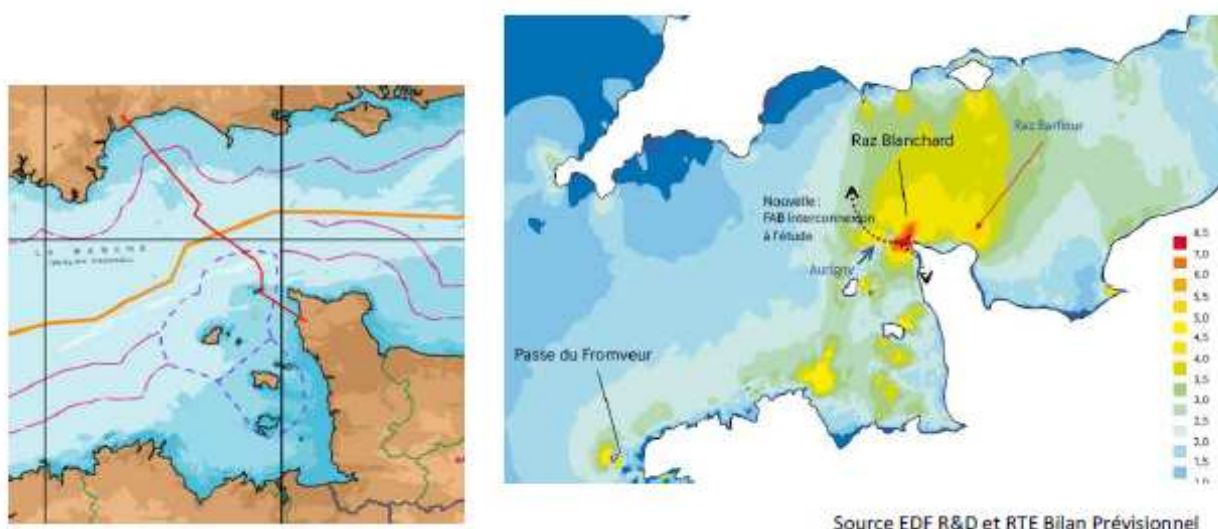 LA MANCHE
Raz Blanchard
Raz Barfleur
Nouvelle :
FAB Interconnexion
à l'étude
Aurigny
Passe du Fromveur
8,5
7,0
6,0
5,5
5,0
4,5
4,0
3,5
3,0
2,5
2,0
1,5
1,0
Source EDF R&D et RTE Bilan Prévisionnel